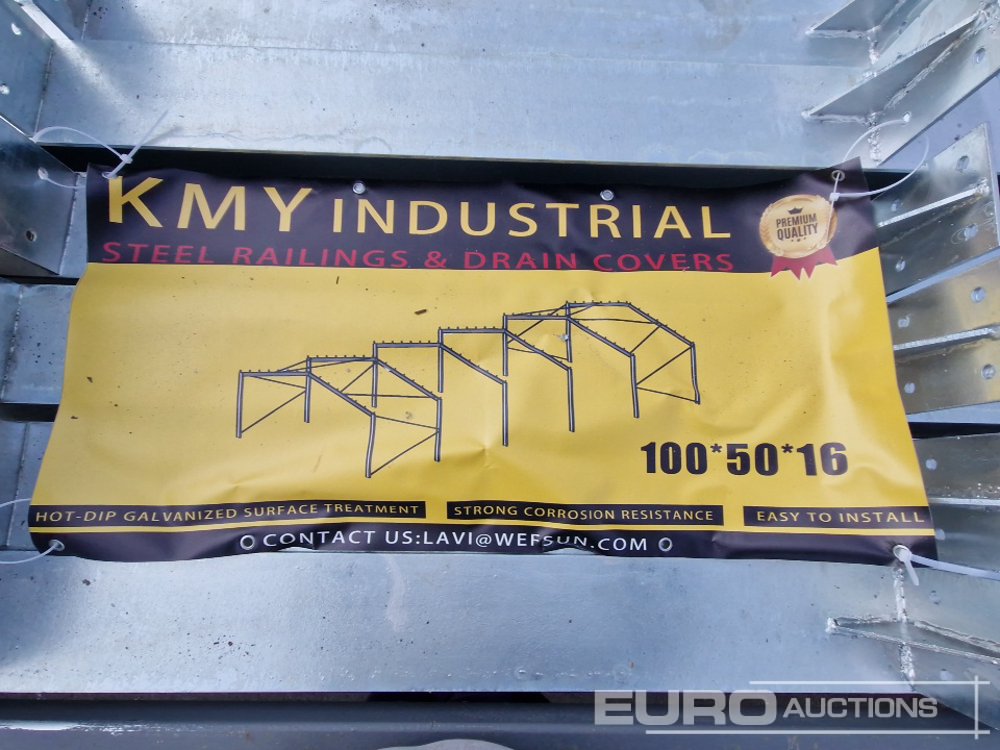 KMY INDUSTRIAL
PREMIUM
QUALITY
STEEL RAILINGS & DRAIN COVERS
100*50*16
HOT-DIP GALVANIZED SURFACE TREATMENT STRONG CORROSION RESISTANCE EASY TO INSTALL
CONTACT US:LAVI@WEFSUN.COM
EURO AUCTIONS